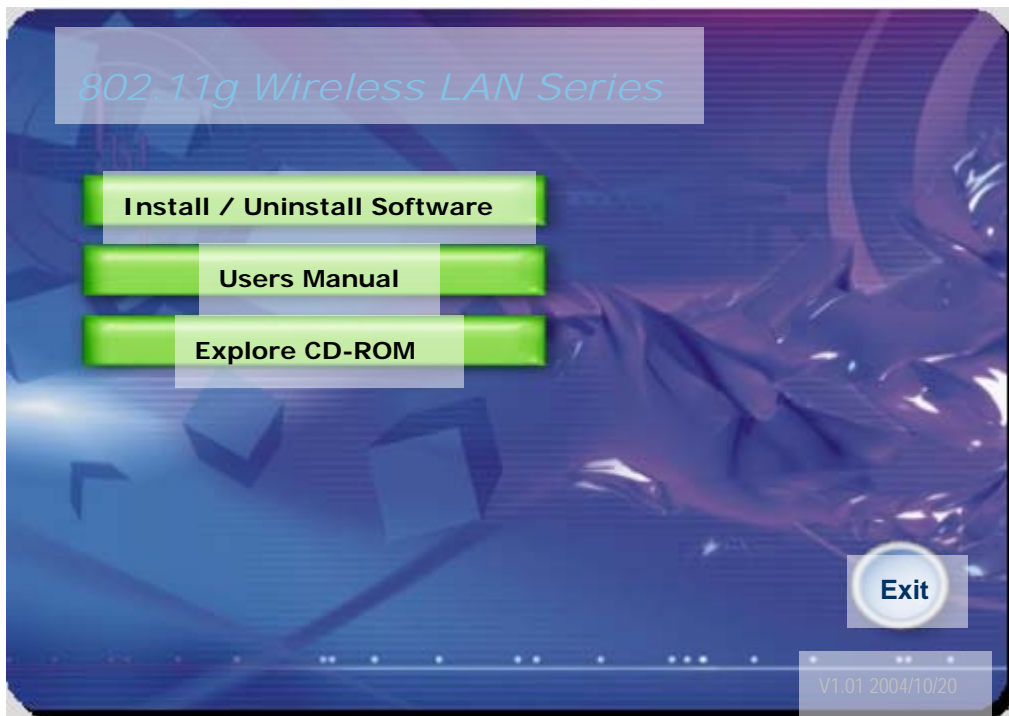 802.11g Wireless LAN Series
Install / Uninstall Software
Users Manual
Explore CD-ROM
Exit
V1.01 2004/10/20